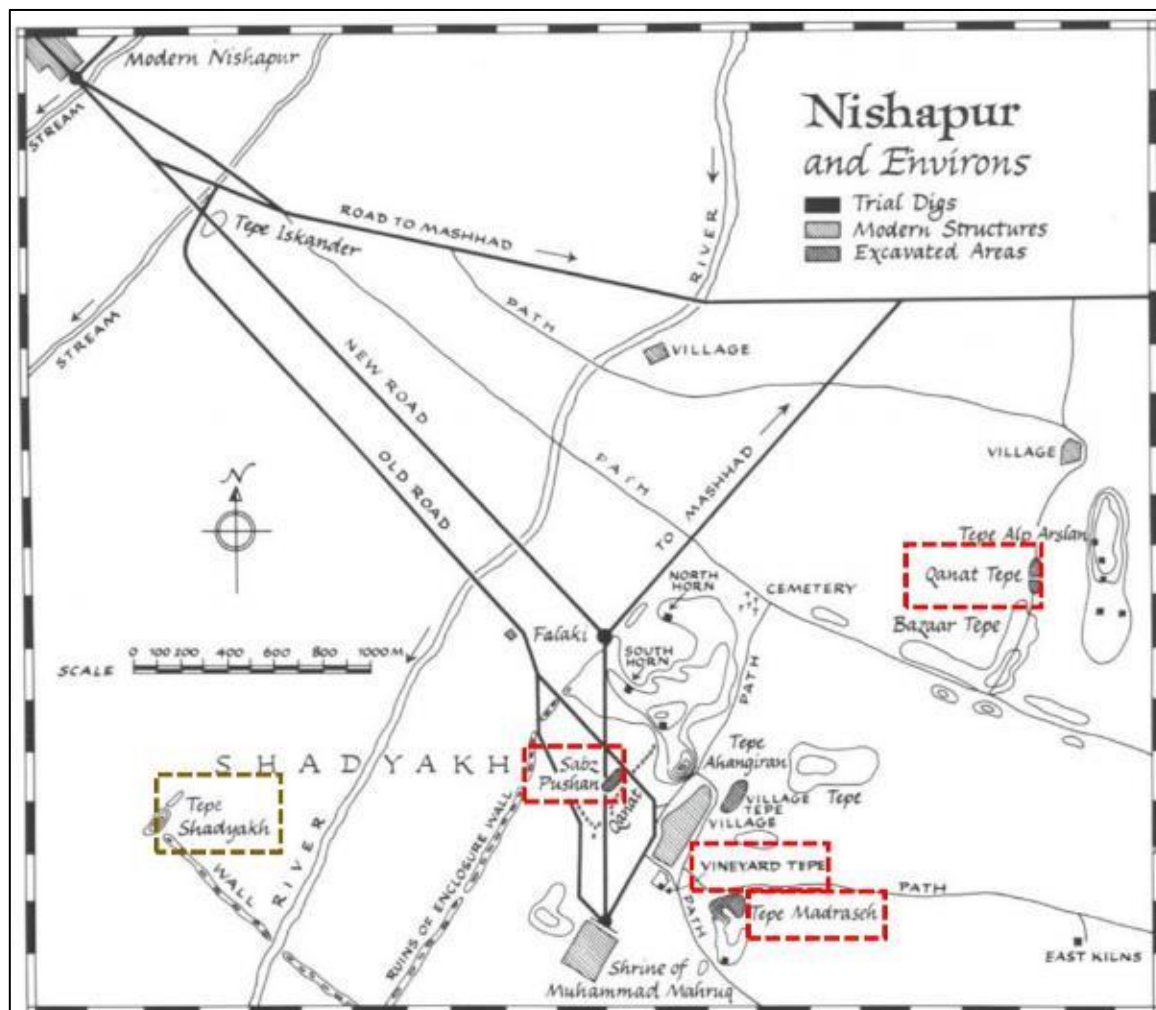 Modern Nishapur
Nishapur
and Environs
Trial Digs
Modern Structures
Excavated Areas
STREAM
Tepe Iskander
ROAD TO MASHHAD
RIVER
STREAM
PATH
VILLAGE
NEW ROAD
OLD ROAD
PATH
TO MASHHAD
VILLAGE
N
Tepe Alp Arslan
Qanat Tepe
NORTH
HORN
CEMETERY
Bazaar Tepe
Falaki
SOUTH
HORN
PATH
SCALE
0 100 200 400 600 800 1000 M
SHADYAKH
Sabz
Pushan
Qanat
Tepe
Ahangiran
Tepe
VILLAGE
TEPE
VILLAGE
Tepe
Shadyakh
WALL
RIVER
RUINS OF ENCLOSURE WALL
VINEYARD TEPE
PATH
Tepe Madraseh
PATH
EAST KILNS
Shrine of
Muhammad Mahruq